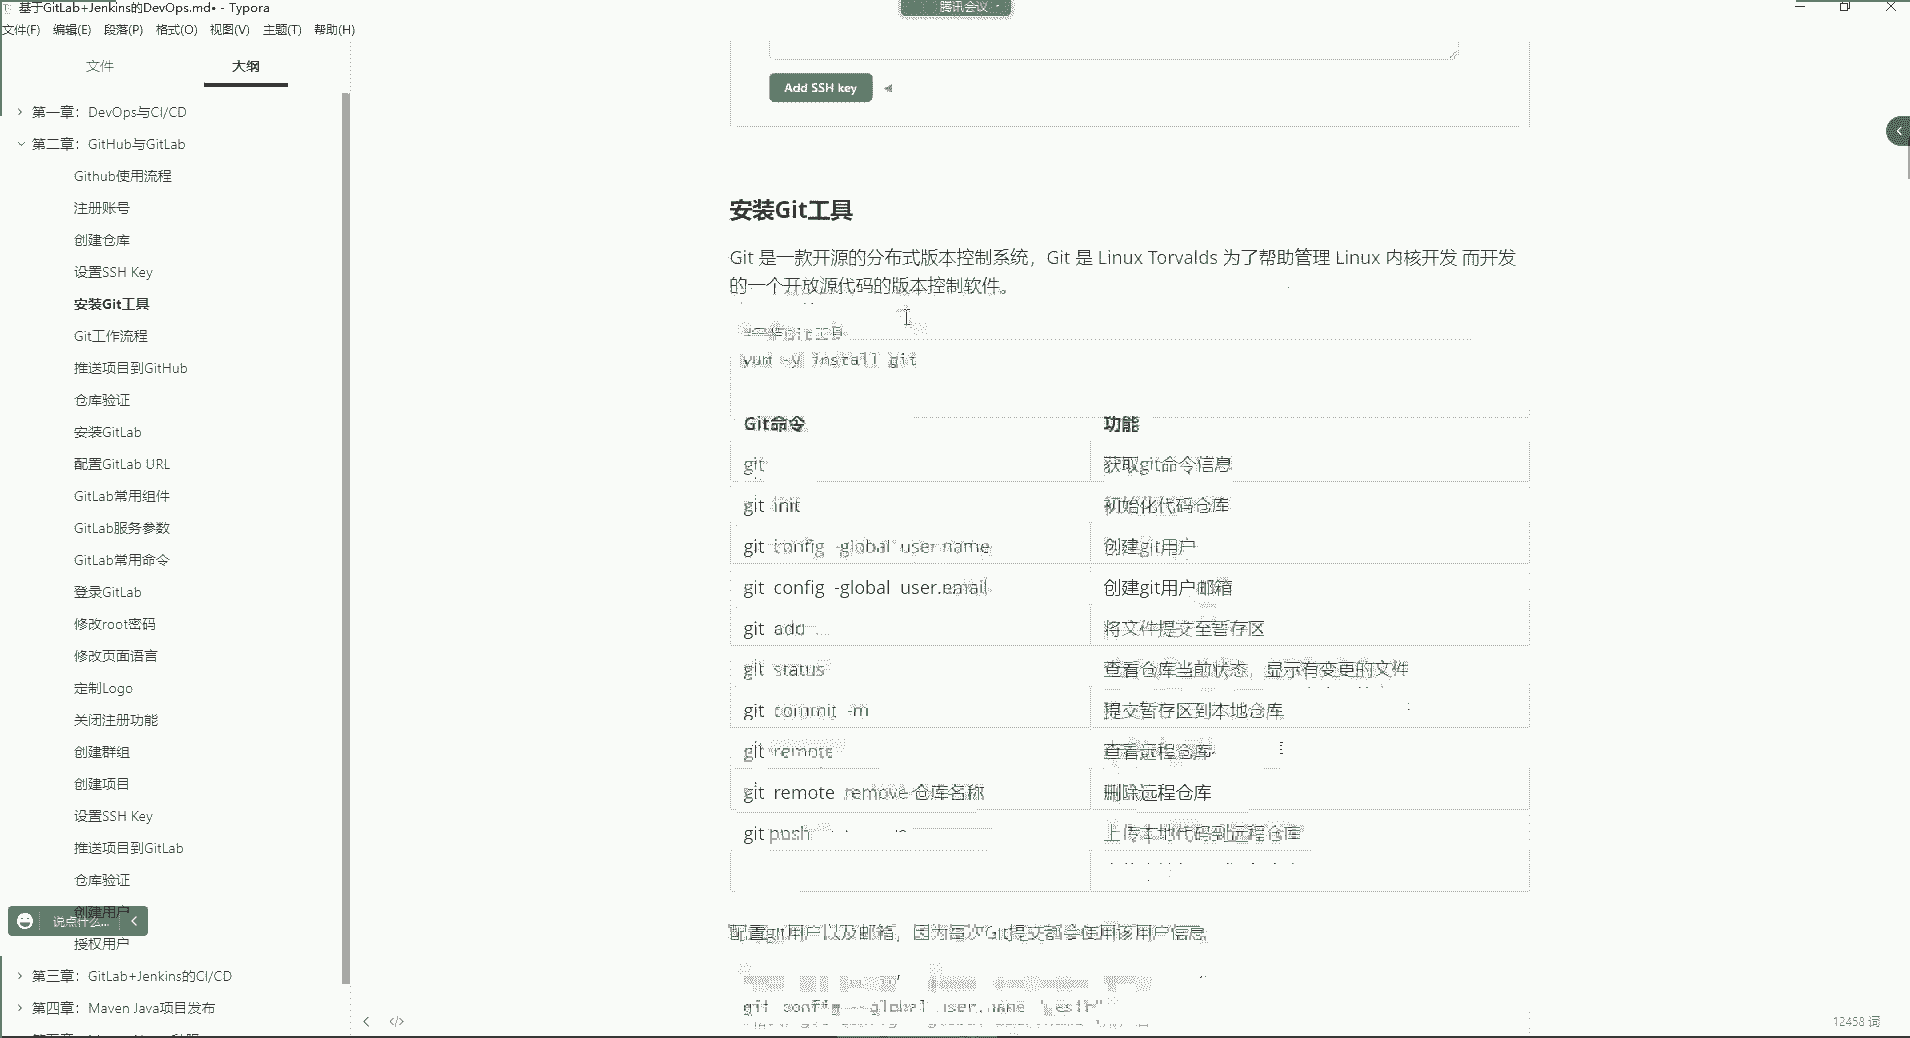 基于GitLab+Jenkins的DevOps.md• - Typora
腾讯会议
文件(F) 编辑(E) 段落(P) 格式(O) 视图(V) 主题(T) 帮助(H)
文件 大纲
第一章：DevOps与CI/CD
第二章：GitHub与GitLab
Github使用流程
注册账号
创建仓库
设置SSH Key
安装Git工具
Git工作流程
推送项目到GitHub
仓库验证
安装GitLab
配置GitLab URL
GitLab常用组件
GitLab服务参数
GitLab常用命令
登录GitLab
修改root密码
修改页面语言
定制Logo
关闭注册功能
创建群组
创建项目
设置SSH Key
推送项目到GitLab
仓库验证
创建用户
说点什么...
授权用户
第三章：GitLab+Jenkins的CI/CD
第四章：Maven Java项目发布
Add SSH key
安装Git工具
Git 是一款开源的分布式版本控制系统，Git 是 Linux Torvalds 为了帮助管理 Linux 内核开发 而开发
的一个开放源代码的版本控制软件。
yum -y install git
Git命令 功能
git 获取git命令信息
git init 初始化代码仓库
git config -global user.name 创建git用户
git config -global user.email 创建git用户邮箱
git add 将文件提交至暂存区
git status 查看仓库当前状态，显示有变更的文件
git commit -m 提交暂存区到本地仓库
git remote 查看远程仓库
git remote remove 仓库名称 删除远程仓库
git push 上传本地代码到远程仓库
配置git用户以及邮箱，因为每次Git提交都会使用该用户信息
git config --global user.name
12458 词